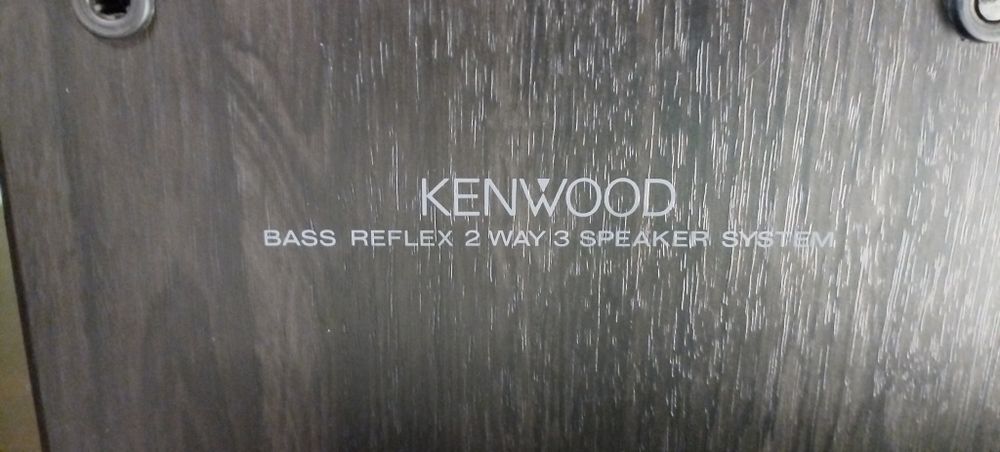 KENWOOD
BASS REFLEX 2 WAY 3 SPEAKER SYSTEM